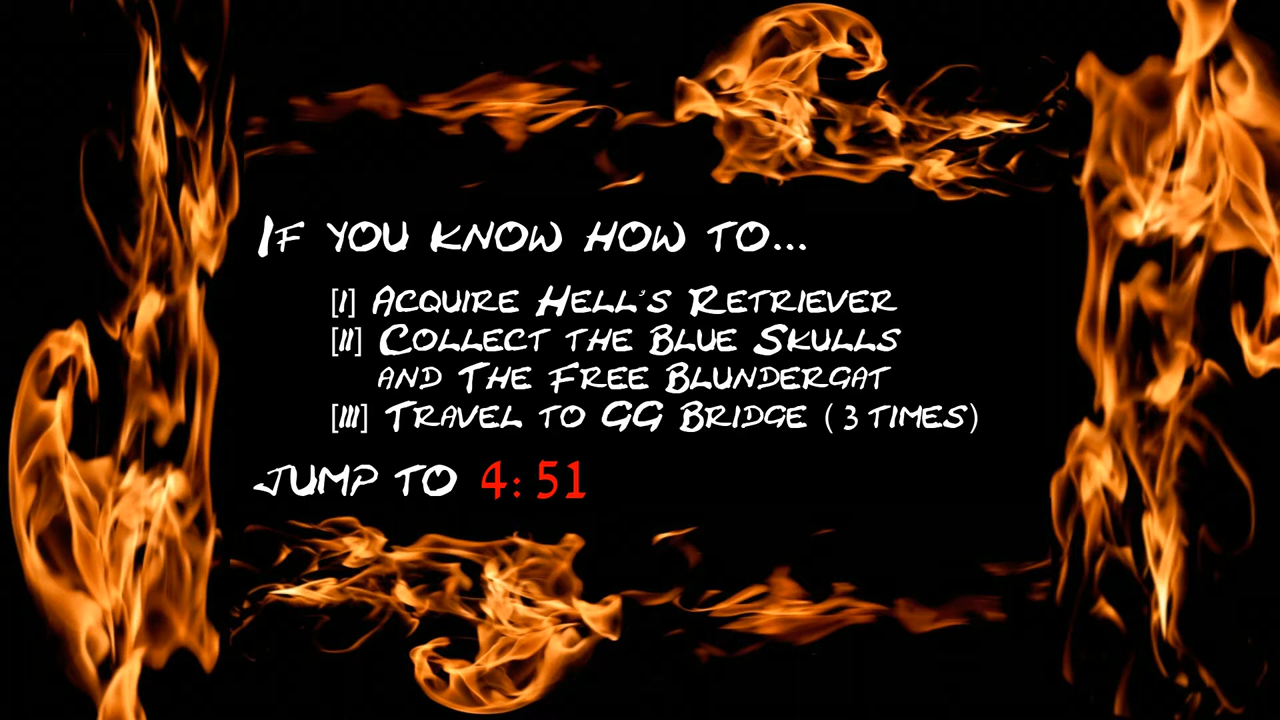 If you know how to...
[I] Acquire Hell's Retriever
[II] Collect the Blue Skulls
and The Free Blundergat
[III] Travel to GG Bridge (3 times)
Jump to 4:51